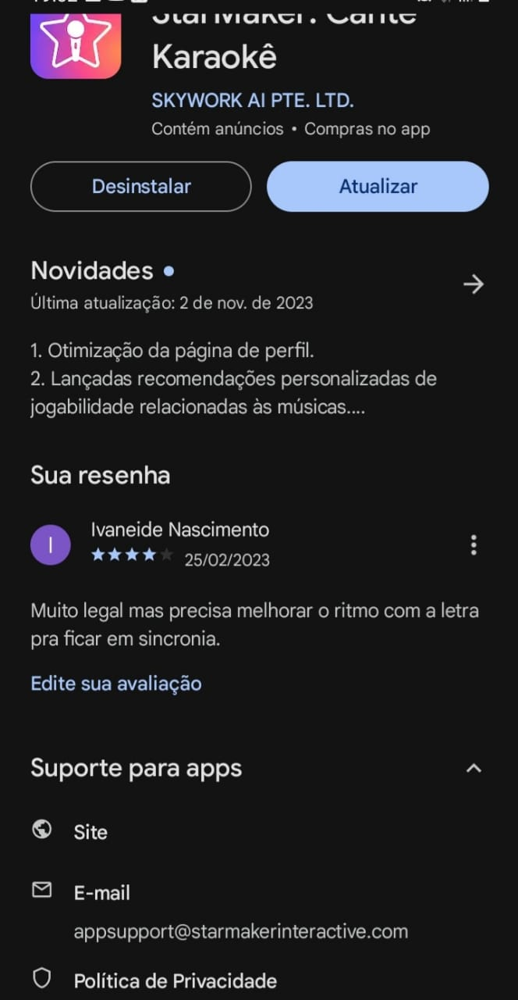 StarMaker: Cante
Karaokê
SKYWORK AI PTE. LTD.
Contém anúncios • Compras no app
Desinstalar
Atualizar
Novidades
Última atualização: 2 de nov. de 2023
1. Otimização da página de perfil.
2. Lançadas recomendações personalizadas de
jogabilidade relacionadas às músicas....
Sua resenha
I
Ivaneide Nascimento
25/02/2023
Muito legal mas precisa melhorar o ritmo com a letra
pra ficar em sincronia.
Edite sua avaliação
Suporte para apps
Site
E-mail
appsupport@starmakerinteractive.com
Política de Privacidade